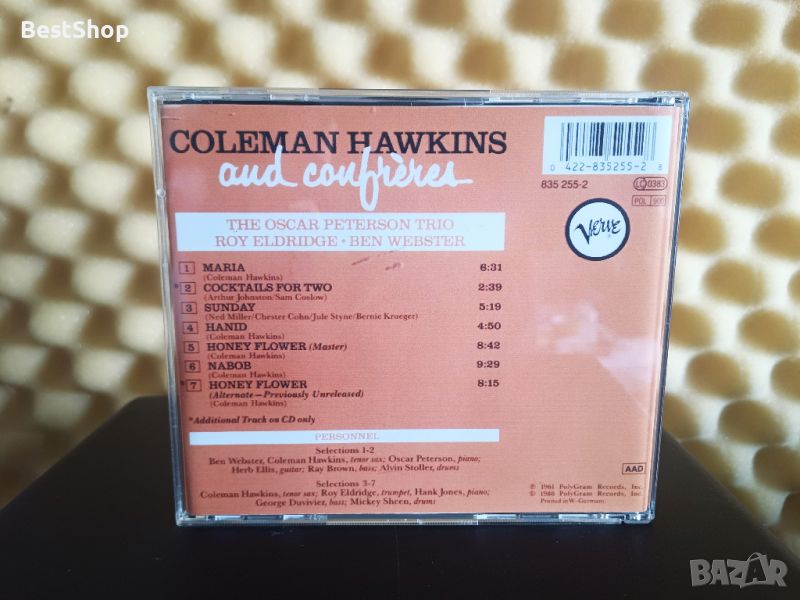 BestShop
COLEMAN HAWKINS
and confrères
THE OSCAR PETERSON TRIO
ROY ELDRIDGE • BEN WEBSTER
0 422-835255-2 8
835 255-2
LC 0383
POL 900
Verve
1 MARIA 6:31
(Coleman Hawkins)
*2 COCKTAILS FOR TWO 2:39
(Arthur Johnston/Sam Coslow)
3 SUNDAY 5:19
(Ned Miller/Chester Cohn/Jule Styne/Bernie Krueger)
4 HANID 4:50
(Coleman Hawkins)
5 HONEY FLOWER (Master) 8:42
(Coleman Hawkins)
6 NABOB 9:29
(Coleman Hawkins)
*7 HONEY FLOWER 8:15
(Alternate—Previously Unreleased)
(Coleman Hawkins)
*Additional Track on CD only
PERSONNEL
Selections 1-2
Ben Webster, Coleman Hawkins, tenor sax; Oscar Peterson, piano;
Herb Ellis, guitar; Ray Brown, bass; Alvin Stoller, drums
Selections 3-7
Coleman Hawkins, tenor sax; Roy Eldridge, trumpet, Hank Jones, piano;
George Duvivier, bass; Mickey Sheen, drums
AAD
℗ 1961 PolyGram Records, Inc.
© 1988 PolyGram Records, Inc.
Printed in W.-Germany.
BAZAR